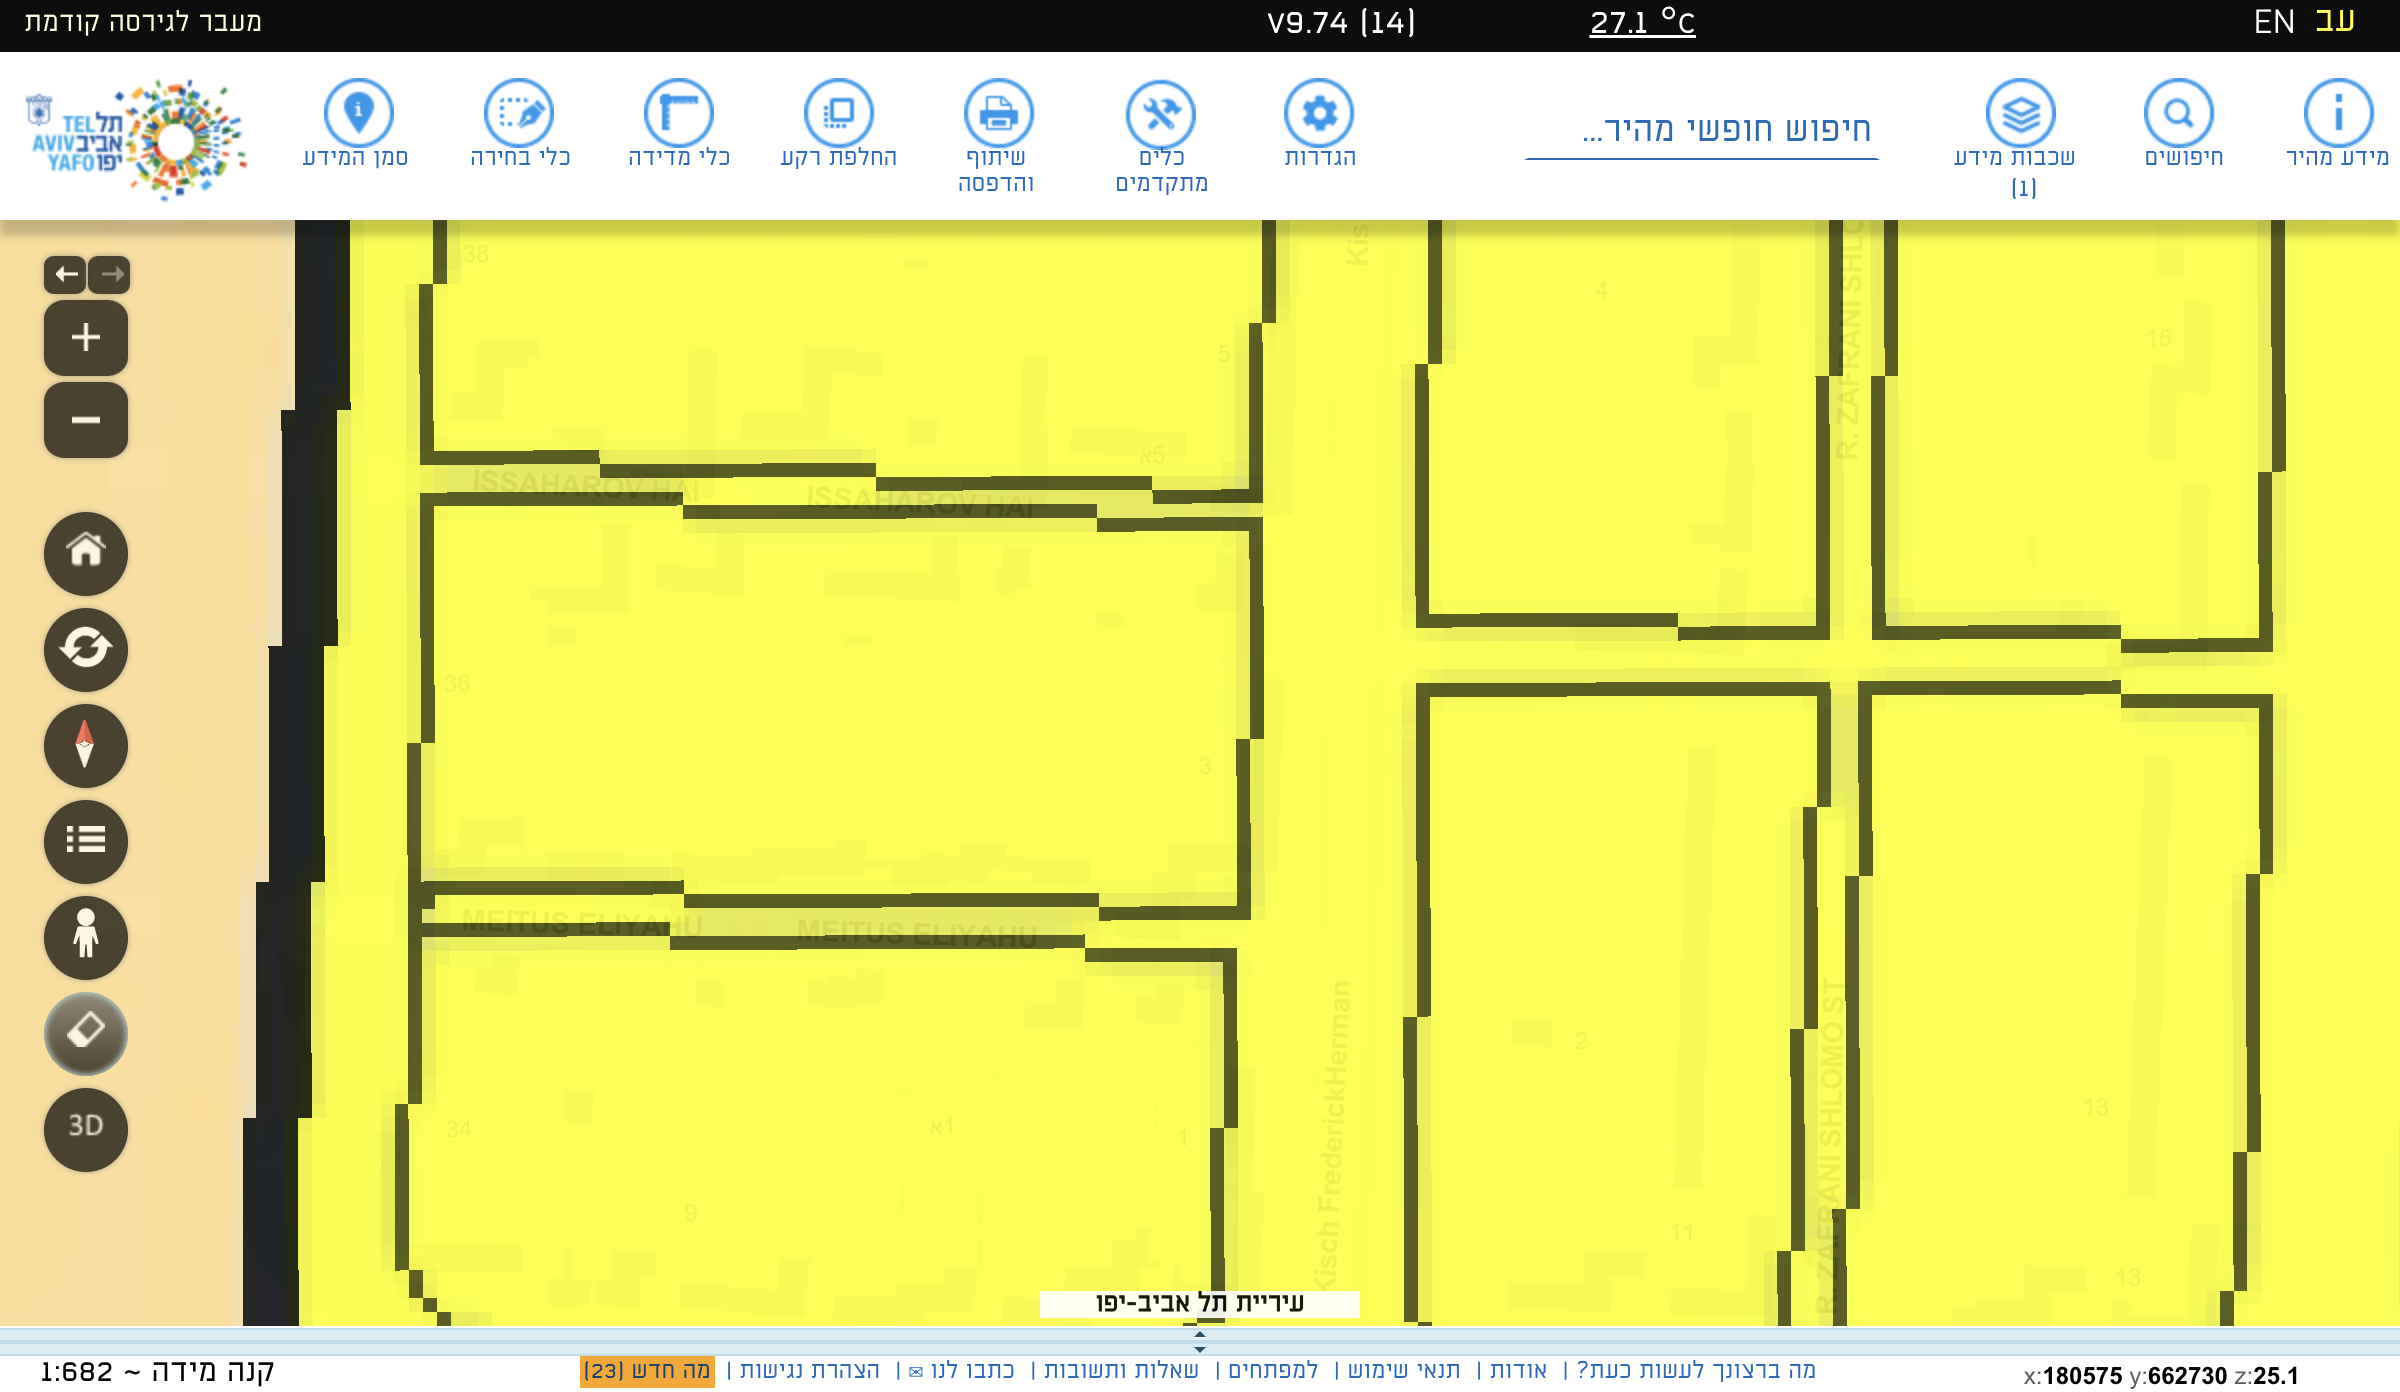 מעבר לגירסה קודמת
V9.74 (14)
27.1 °C
EN עב
תל TEL
אביב AVIV
יפו YAFO
סמן המידע
כלי בחירה
כלי מדידה
החלפת רקע
שיתוף
והדפסה
כלים
מתקדמים
הגדרות
חיפוש חופשי מהיר...
שכבות מידע
(1)
חיפושים
מידע מהיר
38
Kis
4
R. ZAFRANI SHLO
15
5
5א
ISSAHAROV HAI
ISSAHAROV HAI
36
3
MEITUS ELIYAHU
MEITUS ELIYAHU
Kisch FrederickHerman
2
R. ZAFRANI SHLOMO ST
13
34
1א
1
9
11
13
3D
עיריית תל אביב-יפו
קנה מידה ~ 1:682
מה ברצונך לעשות כעת? | אודות | תנאי שימוש | למפתחים | שאלות ותשובות | כתבו לנו ✉ | הצהרת נגישות | מה חדש (23)
x:180575 y:662730 z:25.1